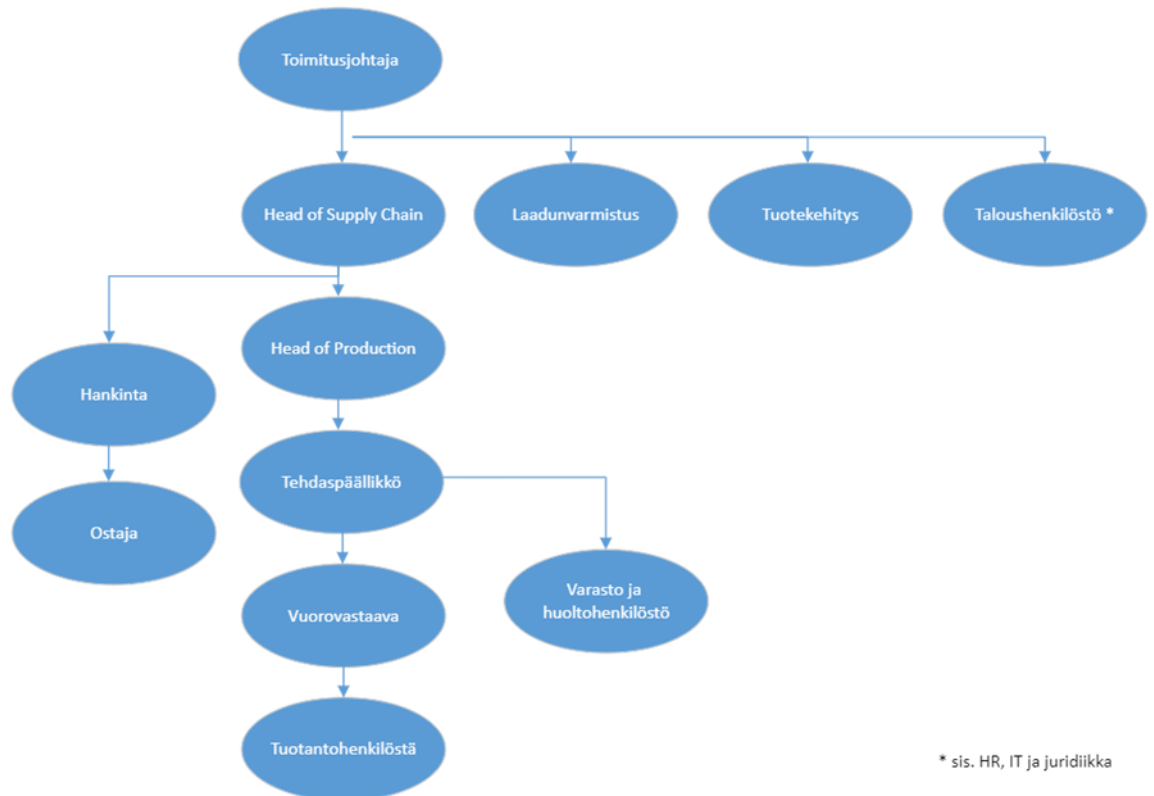 Toimitusjohtaja
Head of Supply Chain
Laadunvarmistus
Tuotekehitys
Taloushenkilöstö *
Head of Production
Hankinta
Tehdaspäällikkö
Ostaja
Varasto ja
huoltohenkilöstö
Vuorovastaava
Tuotantohenkilöstä
* sis. HR, IT ja juridiikka